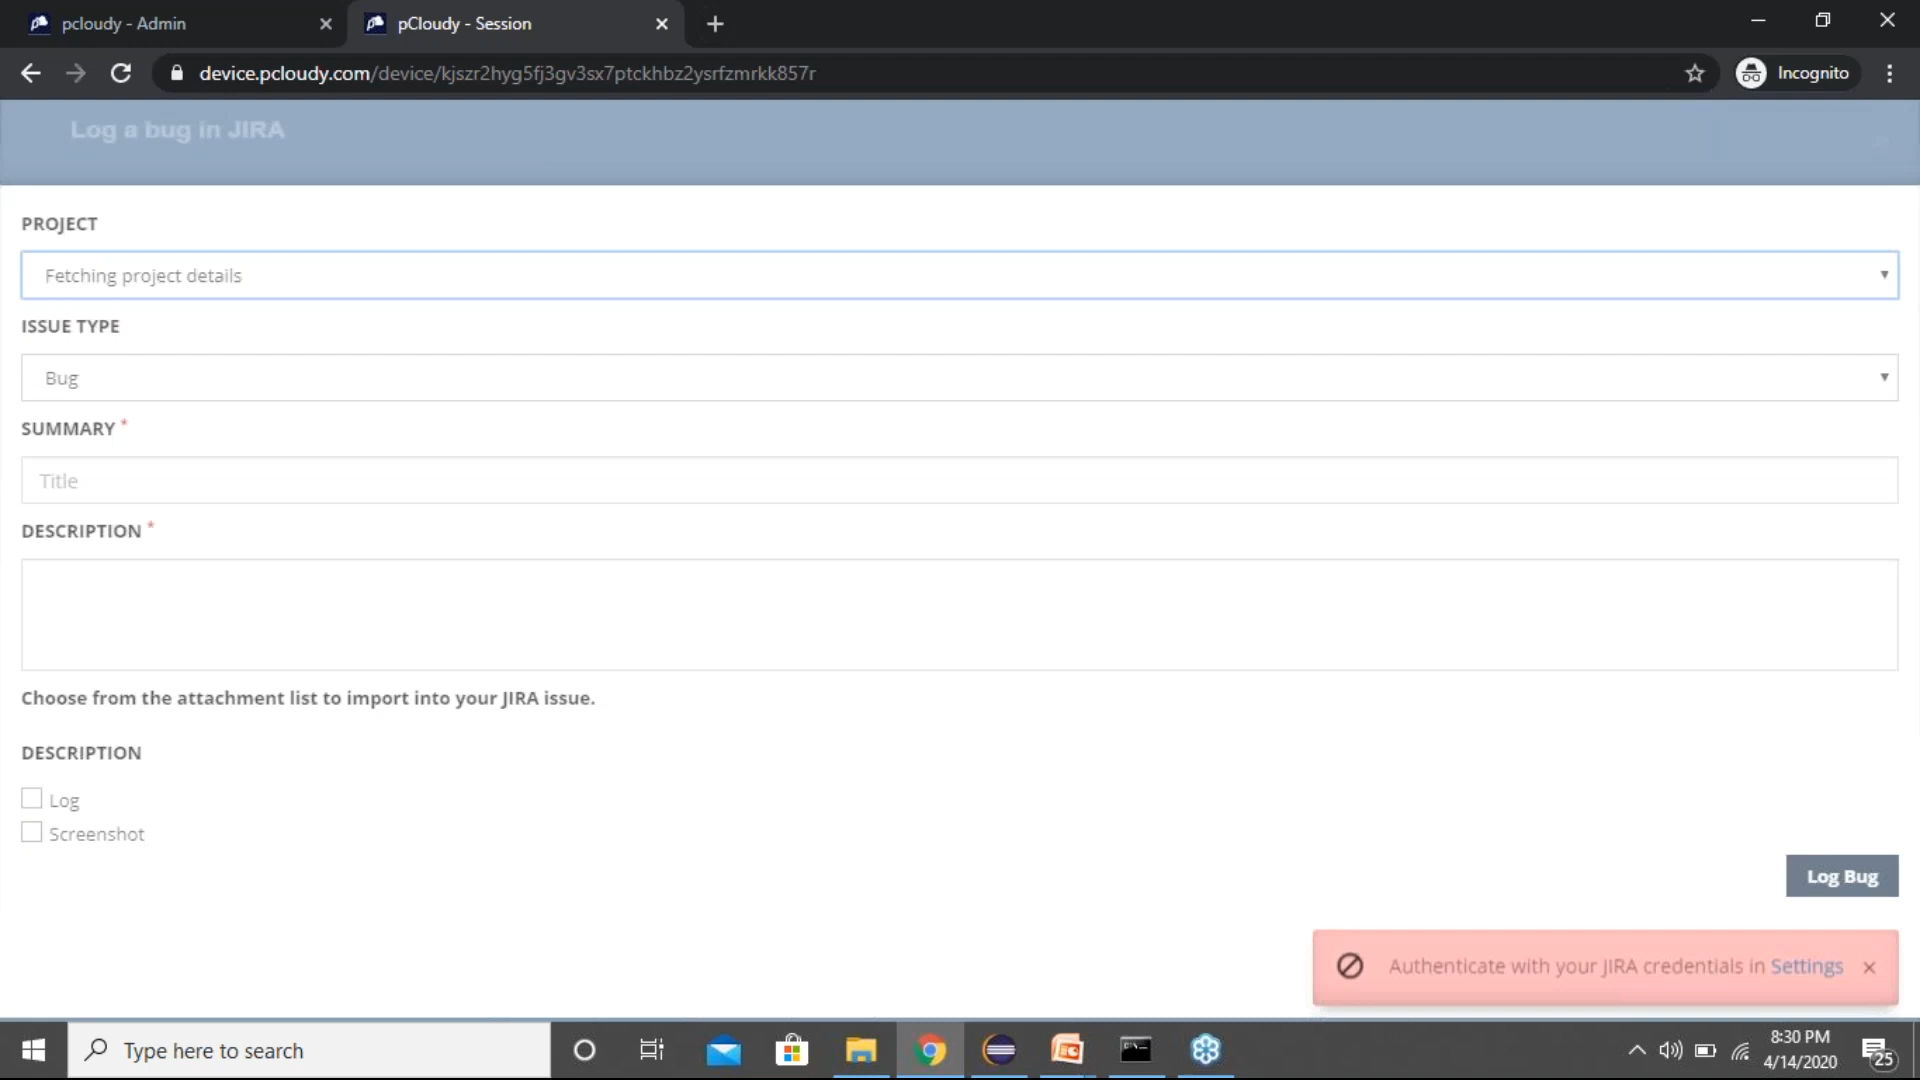 pcloudy - Admin
pCloudy - Session
device.pcloudy.com/device/kjszr2hyg5fj3gv3sx7ptckhbz2ysrfzmrkk857r
Incognito
Log a bug in JIRA
PROJECT
Fetching project details
ISSUE TYPE
Bug
SUMMARY *
Title
DESCRIPTION *
Choose from the attachment list to import into your JIRA issue.
DESCRIPTION
Log
Screenshot
Log Bug
Authenticate with your JIRA credentials in Settings
Type here to search
8:30 PM
4/14/2020
25